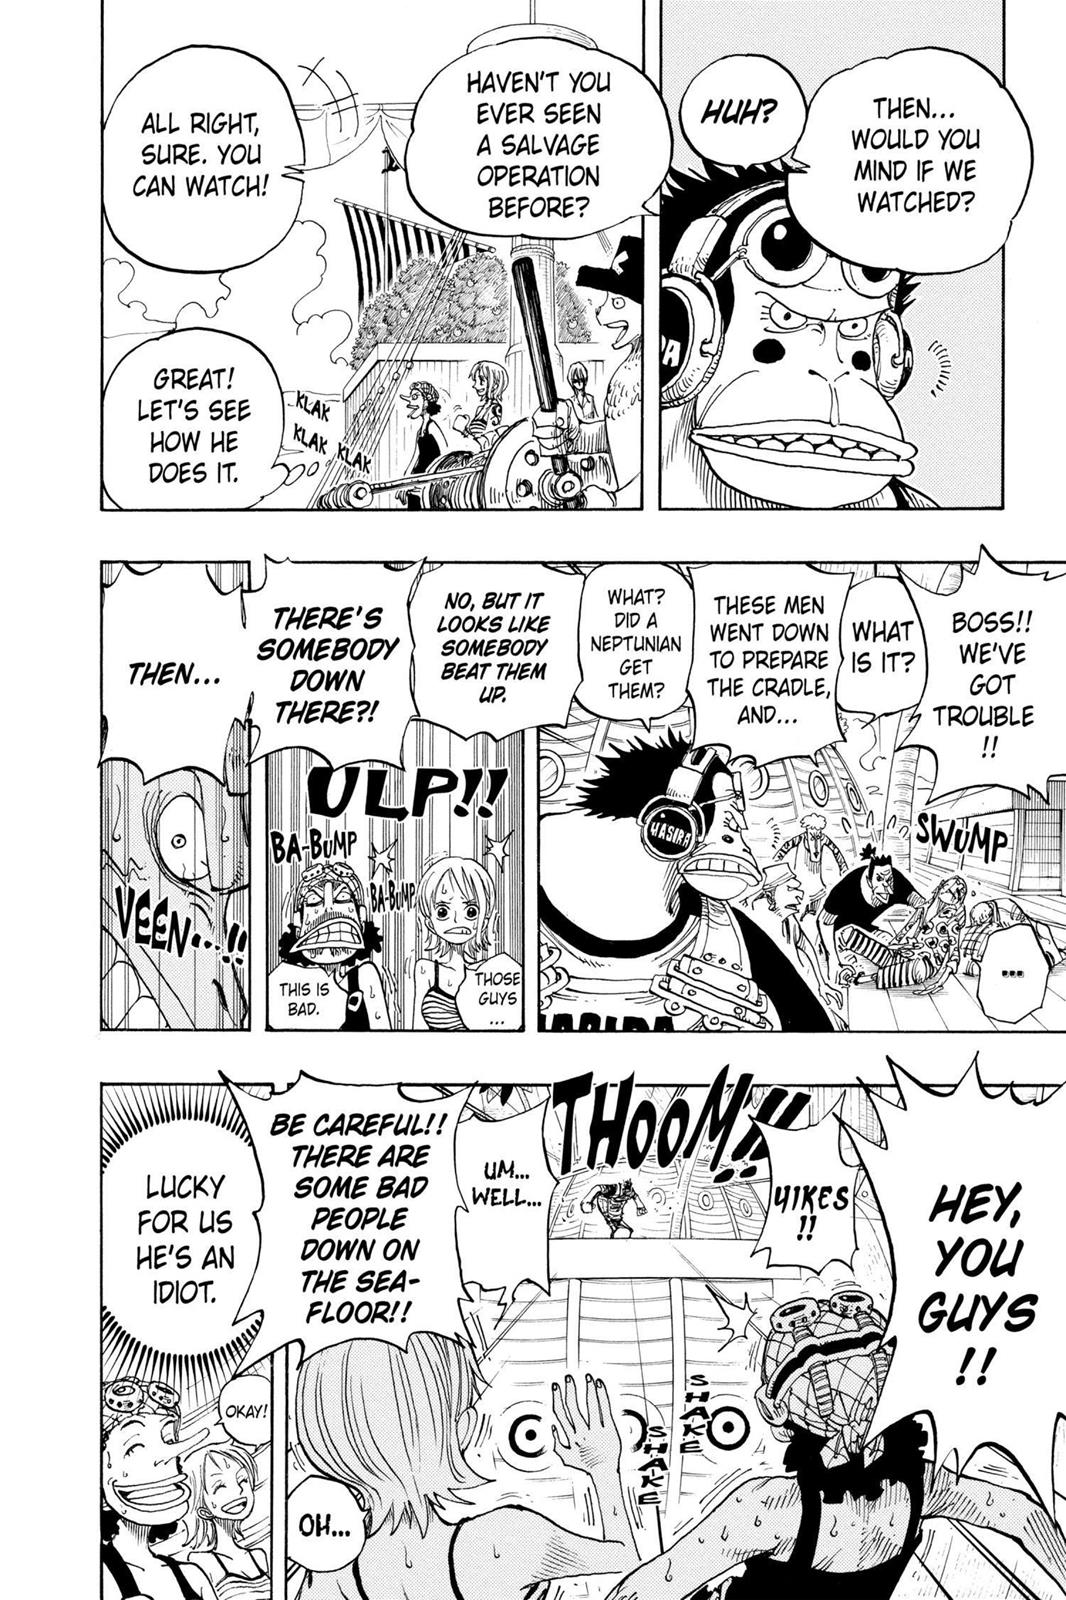 THEN...
WOULD YOU
MIND IF WE
WATCHED?
HUH?
HAVEN'T YOU
EVER SEEN
A SALVAGE
OPERATION
BEFORE?
ALL RIGHT,
SURE. YOU
CAN WATCH!
GREAT!
LET'S SEE
HOW HE
DOES IT.
KLAK
KLAK KLAK
BOSS!!
WE'VE
GOT
TROUBLE
!!
WHAT
IS IT?
THESE MEN
WENT DOWN
TO PREPARE
THE CRADLE,
AND...
WHAT?
DID A
NEPTUNIAN
GET
THEM?
NO, BUT IT
LOOKS LIKE
SOMEBODY
BEAT THEM
UP.
SWUMP
...
YASIRA
THERE'S
SOMEBODY
DOWN
THERE?!
ULP!!
BA-BUMP
BA-BUMP
THOSE
GUYS
...
THIS IS
BAD.
THEN...
VEEN...!!
HEY,
YOU
GUYS
!!
YIKES
!!
THOOM!!
UM...
WELL...
SHAKE
SHAKE
BE CAREFUL!!
THERE ARE
SOME BAD
PEOPLE
DOWN ON
THE SEA-
FLOOR!!
OH...
LUCKY
FOR US
HE'S AN
IDIOT.
OKAY!